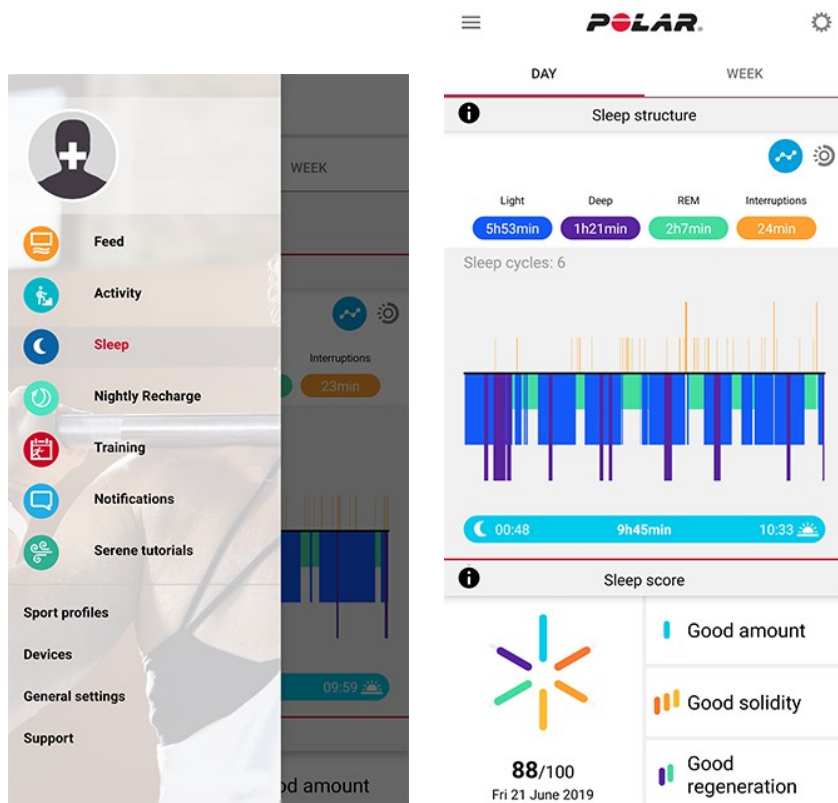 WEEK
Feed
Activity
Sleep
Interruptions
23min
Nightly Recharge
Training
Notifications
Serene tutorials
Sport profiles
Devices
General settings
09:59
Support
od amount
POLAR.
DAY
WEEK
Sleep structure
Light Deep REM Interruptions
5h53min 1h21min 2h7min 24min
Sleep cycles: 6
00:48 9h45min 10:33
Sleep score
Good amount
Good solidity
88/100
Fri 21 June 2019
Good
regeneration